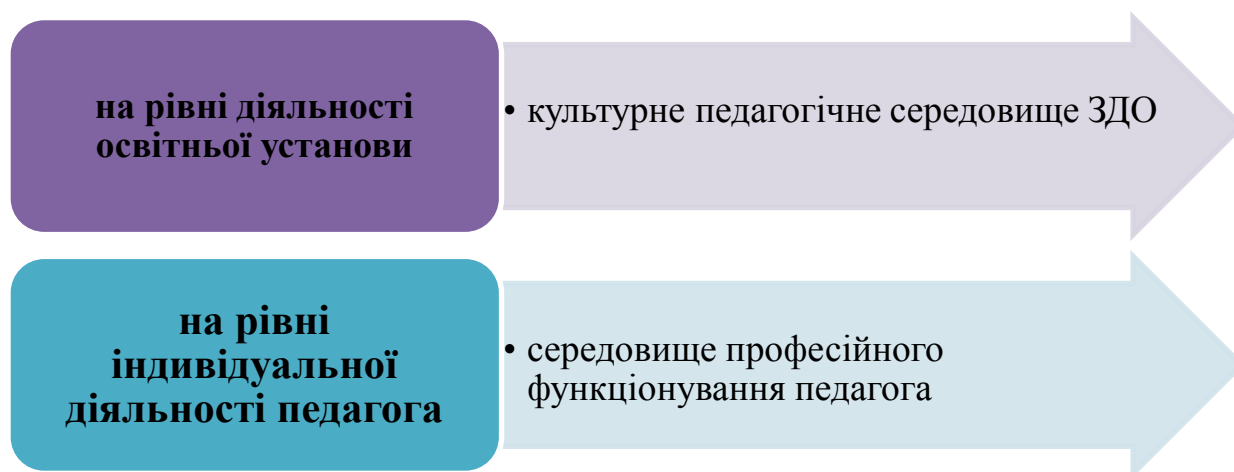 на рівні діяльності
освітньої установи
• культурне педагогічне середовище ЗДО
на рівні
індивідуальної
діяльності педагога
• середовище професійного
функціонування педагога